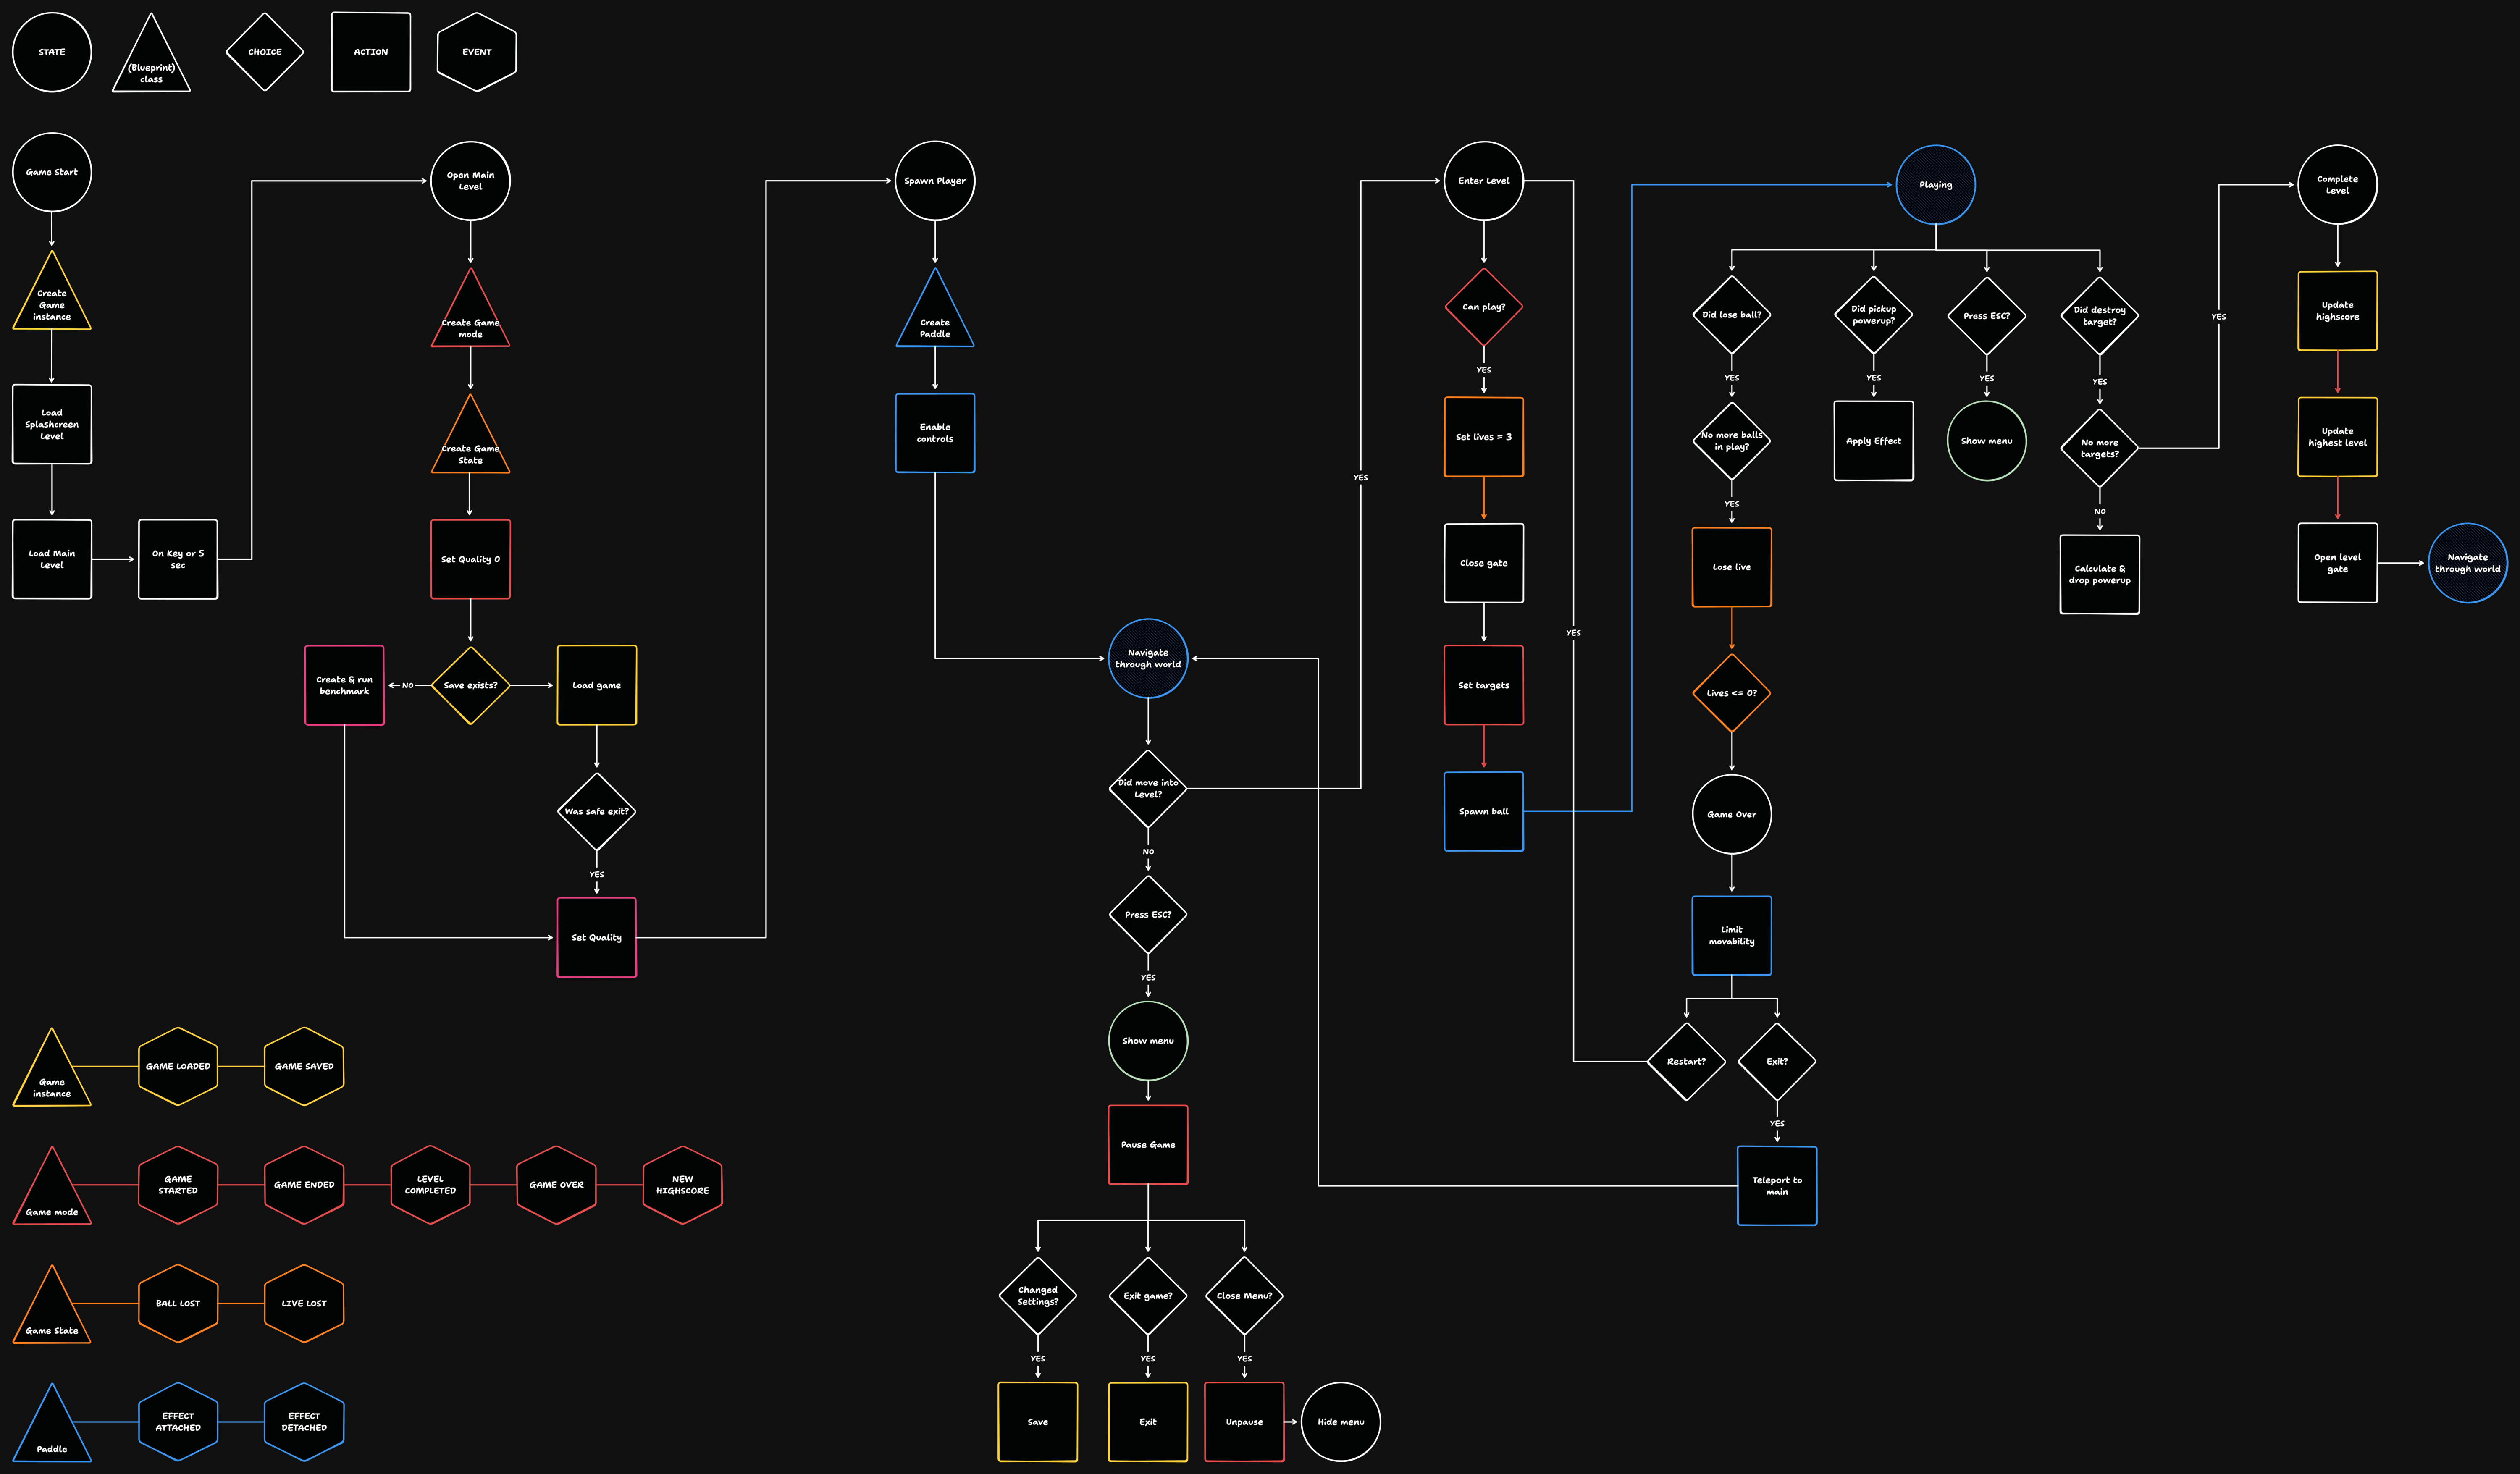 STATE
(Blueprint)
class
CHOICE
ACTION
EVENT
Game Start
Create
Game
instance
Load
Splashcreen
Level
Load Main
Level
On Key or 5
sec
Open Main
Level
Create Game
mode
Create Game
State
Set Quality 0
Save exists?
NO
Create & run
benchmark
Load game
Was safe exit?
YES
Set Quality
Spawn Player
Create
Paddle
Enable
controls
Navigate
through world
Did move into
Level?
YES
NO
Press ESC?
YES
Show menu
Pause Game
Changed
Settings?
YES
Save
Exit game?
YES
Exit
Close Menu?
YES
Unpause
Hide menu
Enter Level
Can play?
YES
Set lives = 3
Close gate
Set targets
Spawn ball
YES
Playing
Did lose ball?
YES
No more balls
in play?
YES
Lose live
Lives <= 0?
Game Over
Limit
movability
Restart?
Exit?
YES
Teleport to
main
Did pickup
powerup?
YES
Apply Effect
Press ESC?
YES
Show menu
Did destroy
target?
YES
No more
targets?
NO
Calculate &
drop powerup
YES
Complete
Level
Update
highscore
Update
highest level
Open level
gate
Navigate
through world
Game
instance
GAME LOADED
GAME SAVED
Game mode
GAME
STARTED
GAME ENDED
LEVEL
COMPLETED
GAME OVER
NEW
HIGHSCORE
Game State
BALL LOST
LIVE LOST
Paddle
EFFECT
ATTACHED
EFFECT
DETACHED